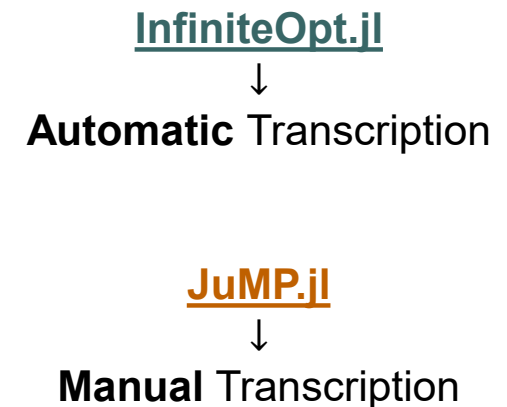 InfiniteOpt.jl
↓
Automatic Transcription
JuMP.jl
↓
Manual Transcription